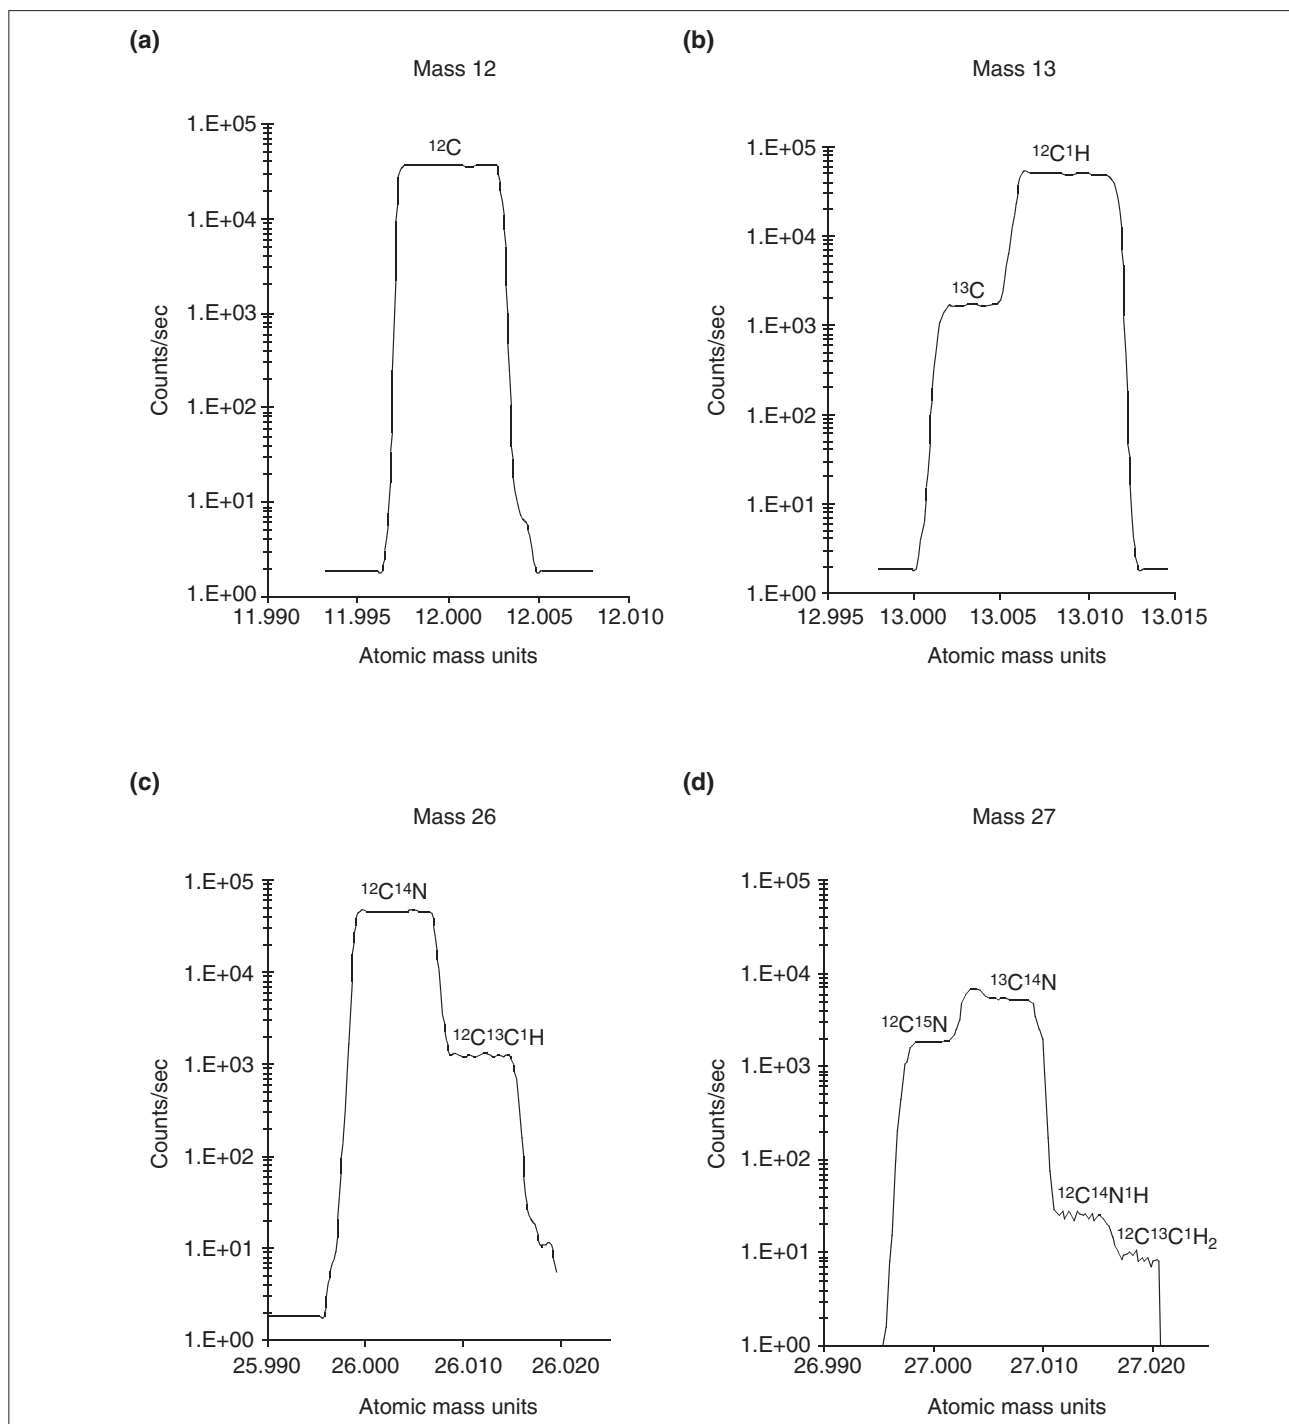 (a)
Mass 12
1.E+05
1.E+04
1.E+03
1.E+02
1.E+01
1.E+00
Counts/sec
¹²C
11.990 11.995 12.000 12.005 12.010
Atomic mass units
(b)
Mass 13
1.E+05
1.E+04
1.E+03
1.E+02
1.E+01
1.E+00
Counts/sec
¹²C¹H
¹³C
12.995 13.000 13.005 13.010 13.015
Atomic mass units
(c)
Mass 26
1.E+05
1.E+04
1.E+03
1.E+02
1.E+01
1.E+00
Counts/sec
¹²C¹⁴N
¹²C¹³C¹H
25.990 26.000 26.010 26.020
Atomic mass units
(d)
Mass 27
1.E+05
1.E+04
1.E+03
1.E+02
1.E+01
1.E+00
Counts/sec
¹³C¹⁴N
¹²C¹⁵N
¹²C¹⁴N¹H
¹²C¹³C¹H₂
26.990 27.000 27.010 27.020
Atomic mass units